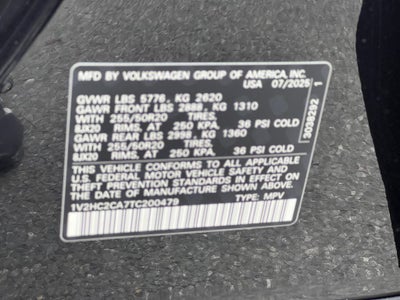 MFD BY VOLKSWAGEN GROUP OF AMERICA, INC.
USA 07/2025
GVWR LBS 5776, KG 2620
GAWR FRONT LBS 2888, KG 1310
WITH 255/50R20 TIRES,
8JX20 RIMS, AT 250 KPA, 36 PSI COLD
GAWR REAR LBS 2998, KG 1360
WITH 255/50R20 TIRES,
8JX20 RIMS, AT 250 KPA, 36 PSI COLD
THIS VEHICLE CONFORMS TO ALL APPLICABLE
U.S. FEDERAL MOTOR VEHICLE SAFETY AND
THEFT PREVENTION STANDARDS IN EFFECT ON
THE DATE OF MANUFACTURE SHOWN ABOVE.
1V2HC2CA7TC200479 TYPE: MPV
3038292 1